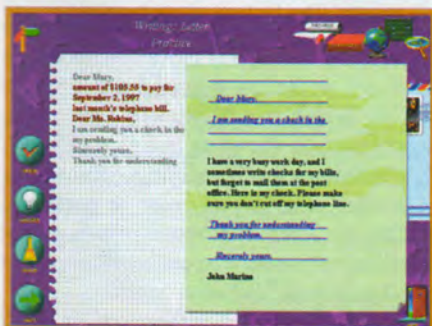 Writing: Letter
Practice
Dear Mary,
amount of $103.55 to pay for
September 2, 1997
last month's telephone bill.
Dear Ms. Robins,
I am sending you a check in the
my problem.
Sincerely yours,
Thank you for understanding
Dear Mary,
I am sending you a check in the
I have a very busy work day, and I
sometimes write checks for my bills,
but forget to mail them at the post
office. Here is my check. Please make
sure you don't cut off my telephone line.
Thank you for understanding
my problem.
Sincerely yours,
John Marino